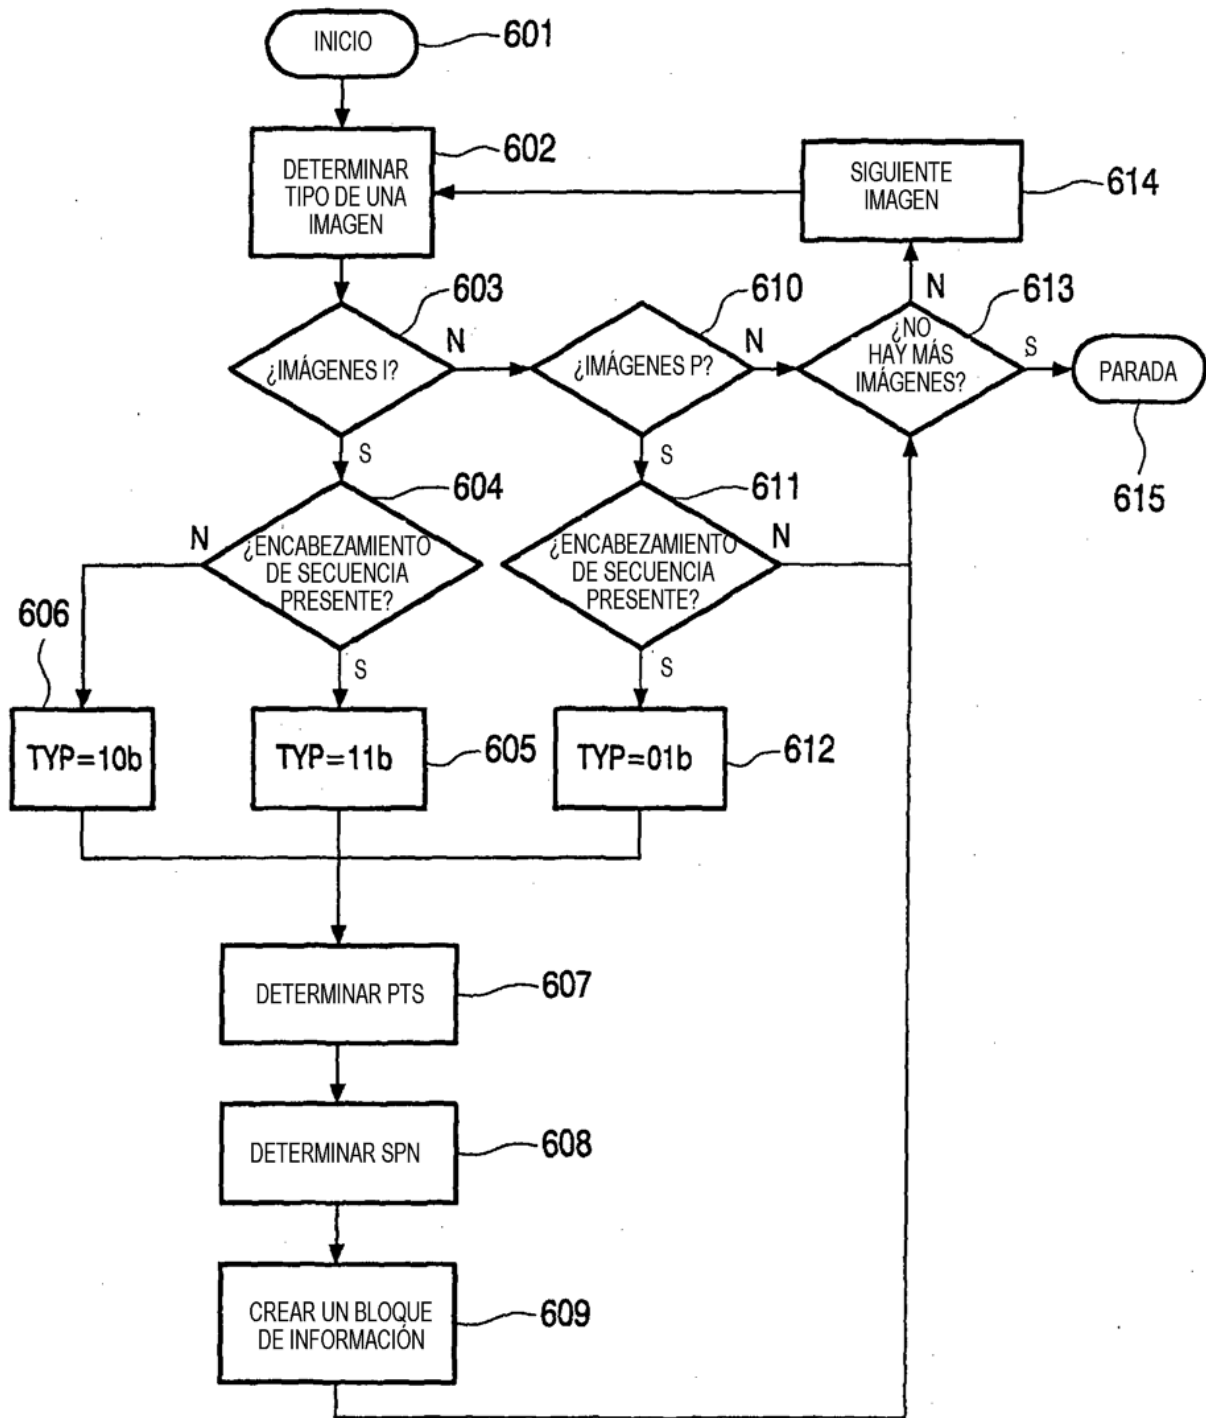 INICIO
601
DETERMINAR
TIPO DE UNA
IMAGEN
602
SIGUIENTE
IMAGEN
614
¿IMÁGENES I?
603
N
S
¿IMÁGENES P?
610
N
S
¿NO
HAY MÁS
IMÁGENES?
613
N
S
PARADA
615
¿ENCABEZAMIENTO
DE SECUENCIA
PRESENTE?
604
N
S
¿ENCABEZAMIENTO
DE SECUENCIA
PRESENTE?
611
N
S
606
TYP=10b
TYP=11b
605
TYP=01b
612
DETERMINAR PTS
607
DETERMINAR SPN
608
CREAR UN BLOQUE
DE INFORMACIÓN
609